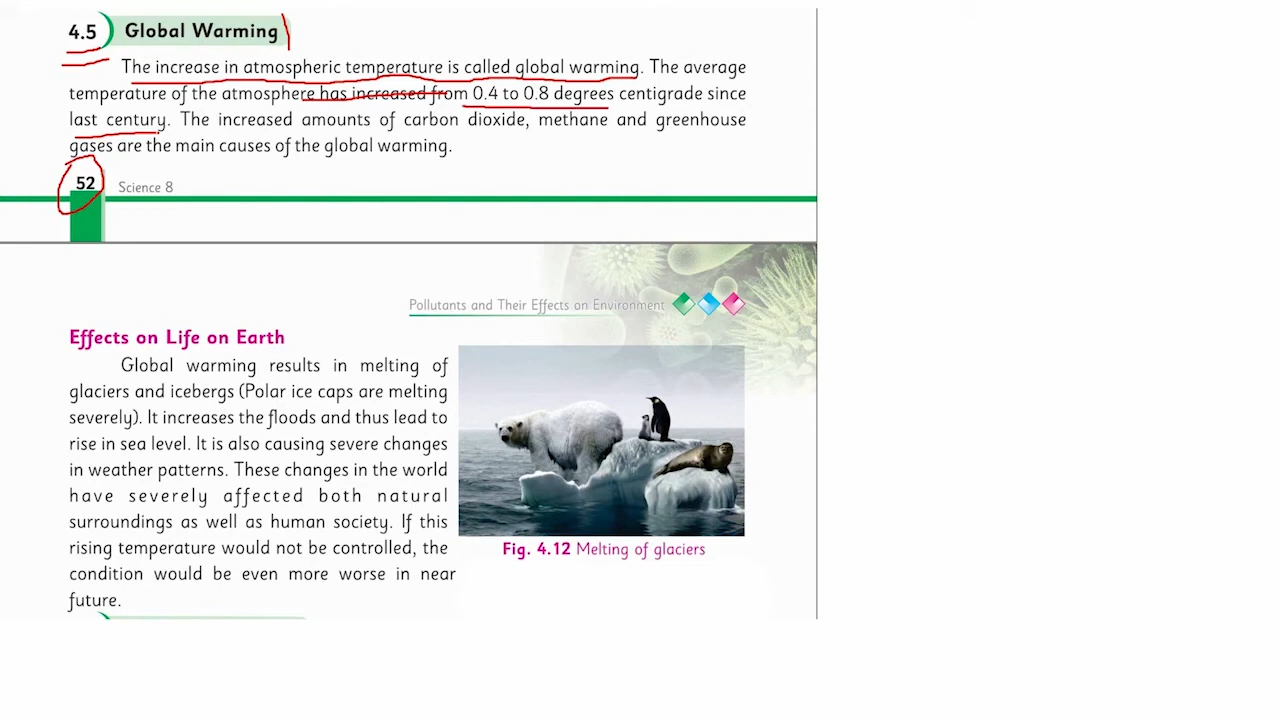 4.5 Global Warming
The increase in atmospheric temperature is called global warming. The average
temperature of the atmosphere has increased from 0.4 to 0.8 degrees centigrade since
last century. The increased amounts of carbon dioxide, methane and greenhouse
gases are the main causes of the global warming.
52 Science 8
Pollutants and Their Effects on Environment
Effects on Life on Earth
Global warming results in melting of
glaciers and icebergs (Polar ice caps are melting
severely). It increases the floods and thus lead to
rise in sea level. It is also causing severe changes
in weather patterns. These changes in the world
have severely affected both natural
surroundings as well as human society. If this
rising temperature would not be controlled, the
condition would be even more worse in near
future.
Fig. 4.12 Melting of glaciers